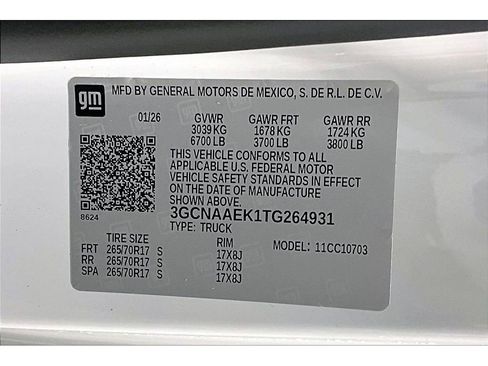 gm MFD BY GENERAL MOTORS DE MEXICO, S. DE R.L. DE C.V.
01/26 GVWR GAWR FRT GAWR RR
3039 KG 1678 KG 1724 KG
6700 LB 3700 LB 3800 LB
THIS VEHICLE CONFORMS TO ALL
APPLICABLE U.S. FEDERAL MOTOR
VEHICLE SAFETY STANDARDS IN EFFECT
ON THE DATE OF MANUFACTURE
SHOWN ABOVE.
8624 3GCNAAEK1TG264931
TYPE: TRUCK
TIRE SIZE RIM MODEL: 11CC10703
FRT 265/70R17 S 17X8J
RR 265/70R17 S 17X8J
SPA 265/70R17 S 17X8J